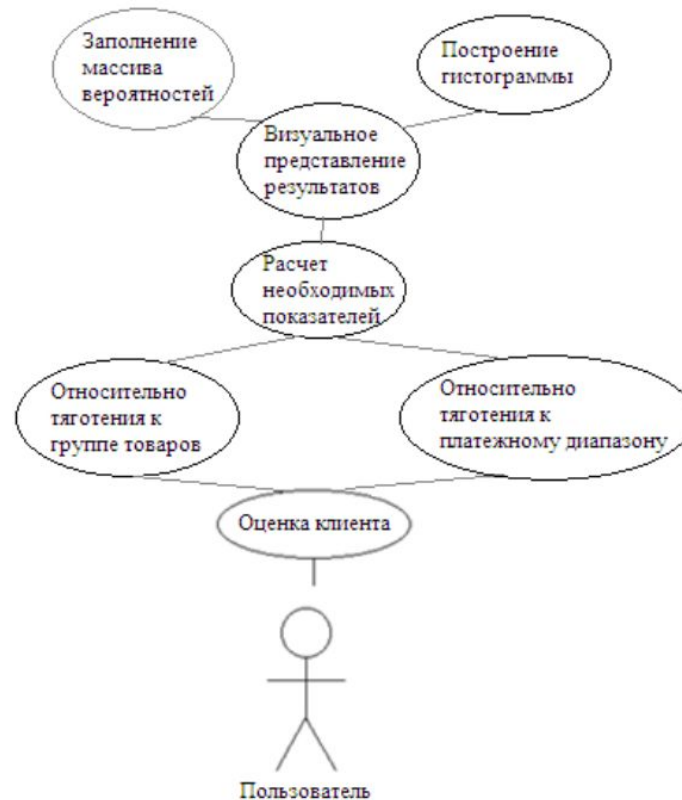 Заполнение
массива
вероятностей
Построение
гистограммы
Визуальное
представление
результатов
Расчет
необходимых
показателей
Относительно
тяготения к
группе товаров
Относительно
тяготения к
платежному диапазону
Оценка клиента
Пользователь